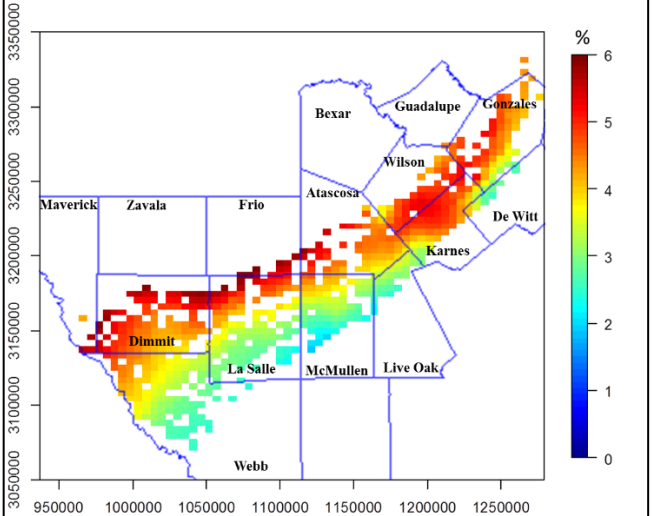 %
3350000
3300000
3250000
3200000
3150000
3100000
3050000
950000 1000000 1050000 1100000 1150000 1200000 1250000
6
5
4
3
2
1
0
Bexar
Guadalupe
Gonzales
Wilson
Atascosa
Maverick
Zavala
Frio
De Witt
Karnes
Dimmit
La Salle
McMullen
Live Oak
Webb